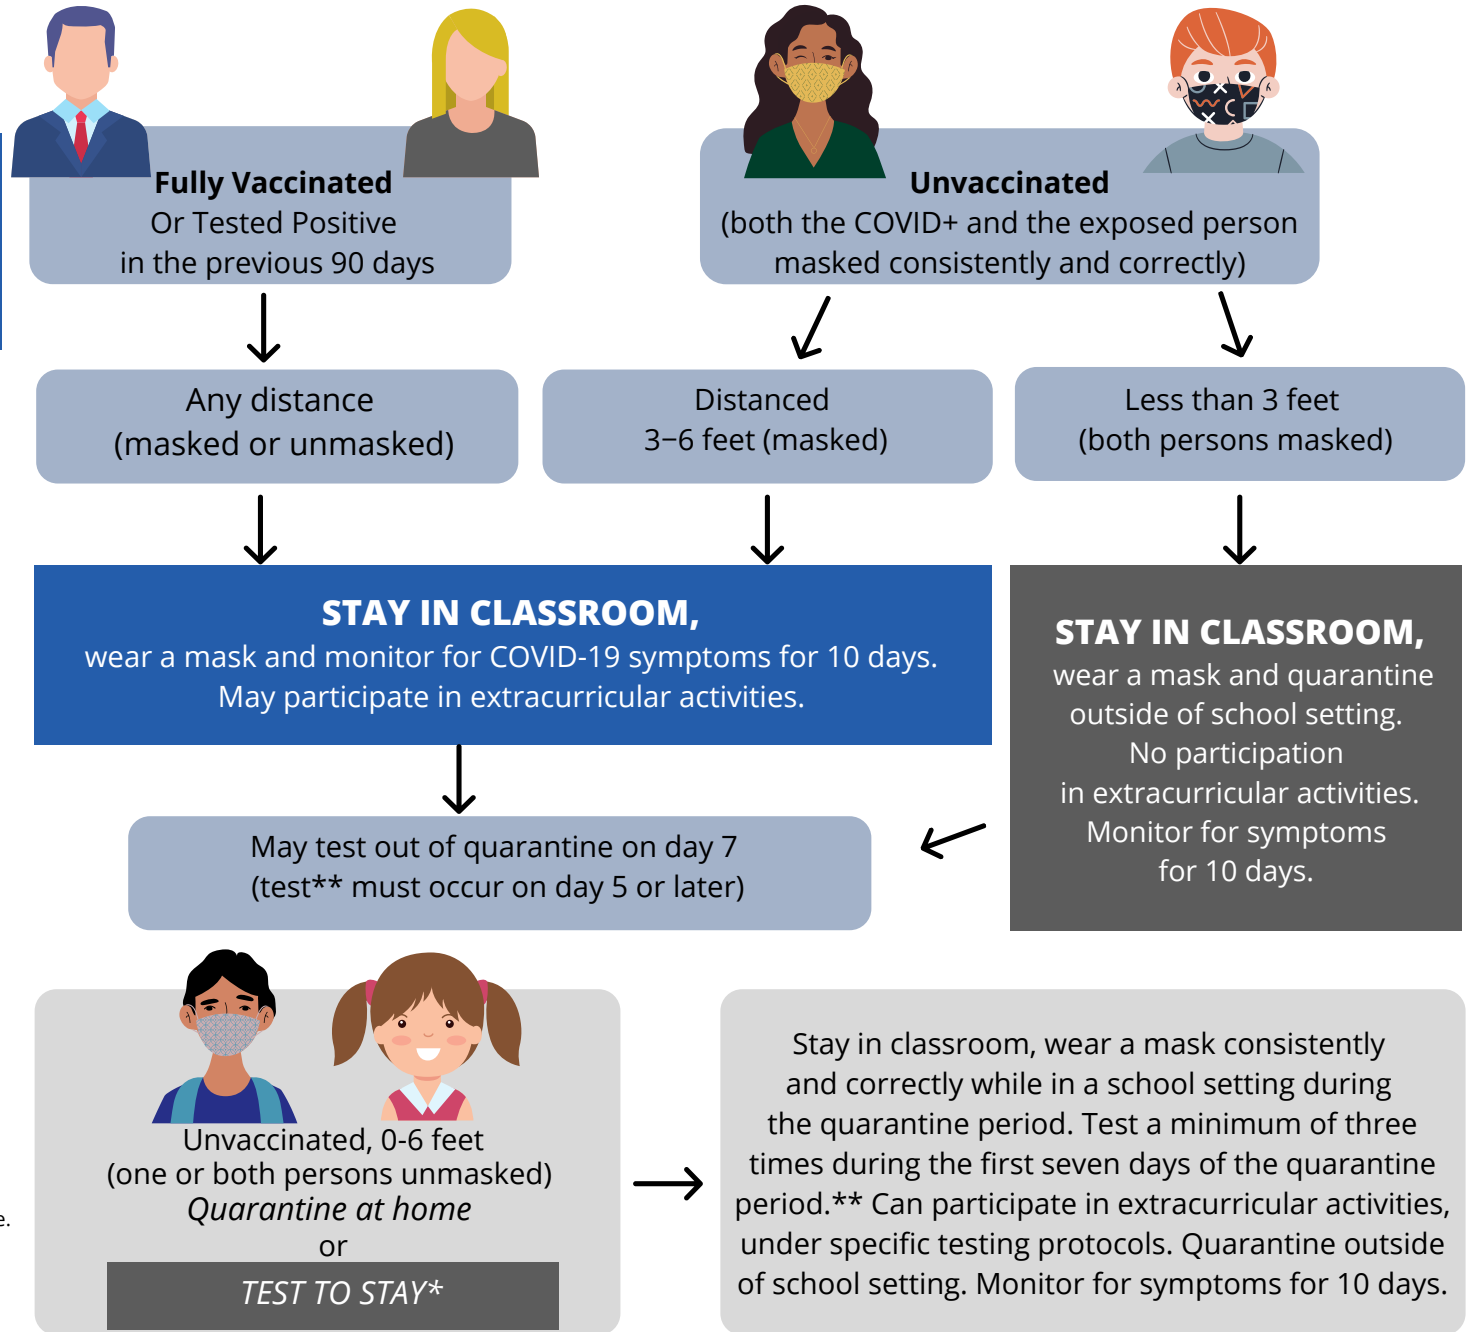 Fully Vaccinated
Or Tested Positive
in the previous 90 days
Unvaccinated
(both the COVID+ and the exposed person
masked consistently and correctly)
Any distance
(masked or unmasked)
Distanced
3–6 feet (masked)
Less than 3 feet
(both persons masked)
STAY IN CLASSROOM,
wear a mask and monitor for COVID-19 symptoms for 10 days.
May participate in extracurricular activities.
STAY IN CLASSROOM,
wear a mask and quarantine
outside of school setting.
No participation
in extracurricular activities.
Monitor for symptoms
for 10 days.
May test out of quarantine on day 7
(test** must occur on day 5 or later)
Unvaccinated, 0-6 feet
(one or both persons unmasked)
Quarantine at home
or
TEST TO STAY*
Stay in classroom, wear a mask consistently
and correctly while in a school setting during
the quarantine period. Test a minimum of three
times during the first seven days of the quarantine
period.** Can participate in extracurricular activities,
under specific testing protocols. Quarantine outside
of school setting. Monitor for symptoms for 10 days.